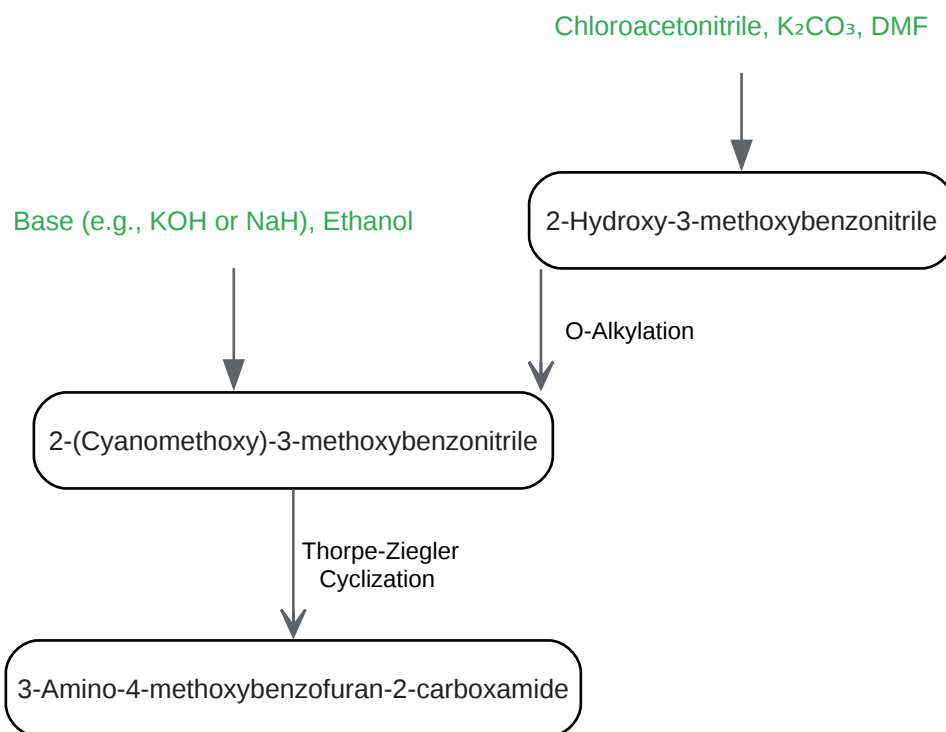 Chloroacetonitrile, K₂CO₃, DMF
2-Hydroxy-3-methoxybenzonitrile
Base (e.g., KOH or NaH), Ethanol
O-Alkylation
2-(Cyanomethoxy)-3-methoxybenzonitrile
Thorpe-Ziegler
Cyclization
3-Amino-4-methoxybenzofuran-2-carboxamide